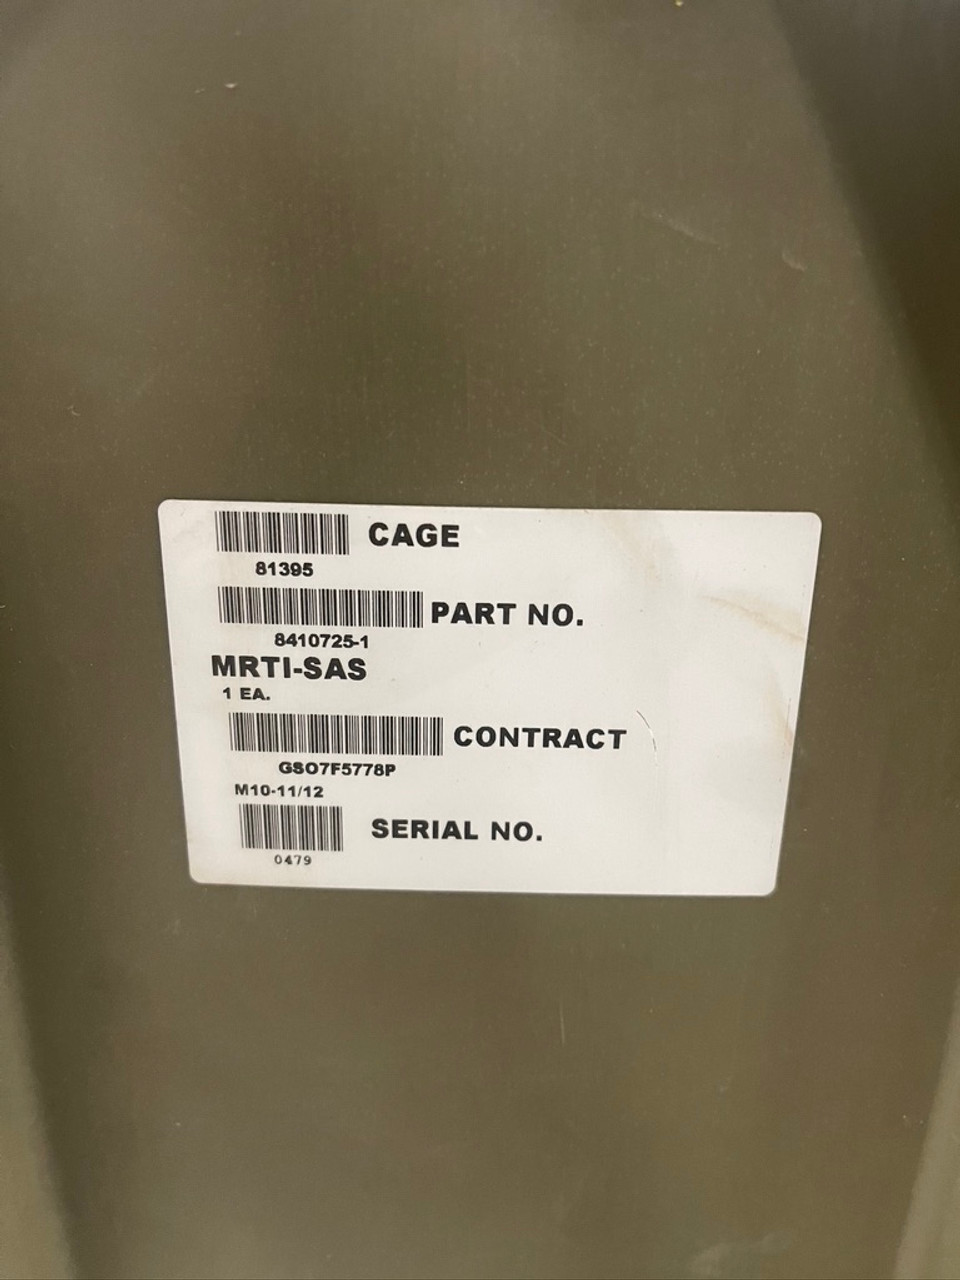 CAGE
81395
PART NO.
8410725-1
MRTI-SAS
1 EA.
CONTRACT
GSO7F5778P
M10-11/12
SERIAL NO.
0479